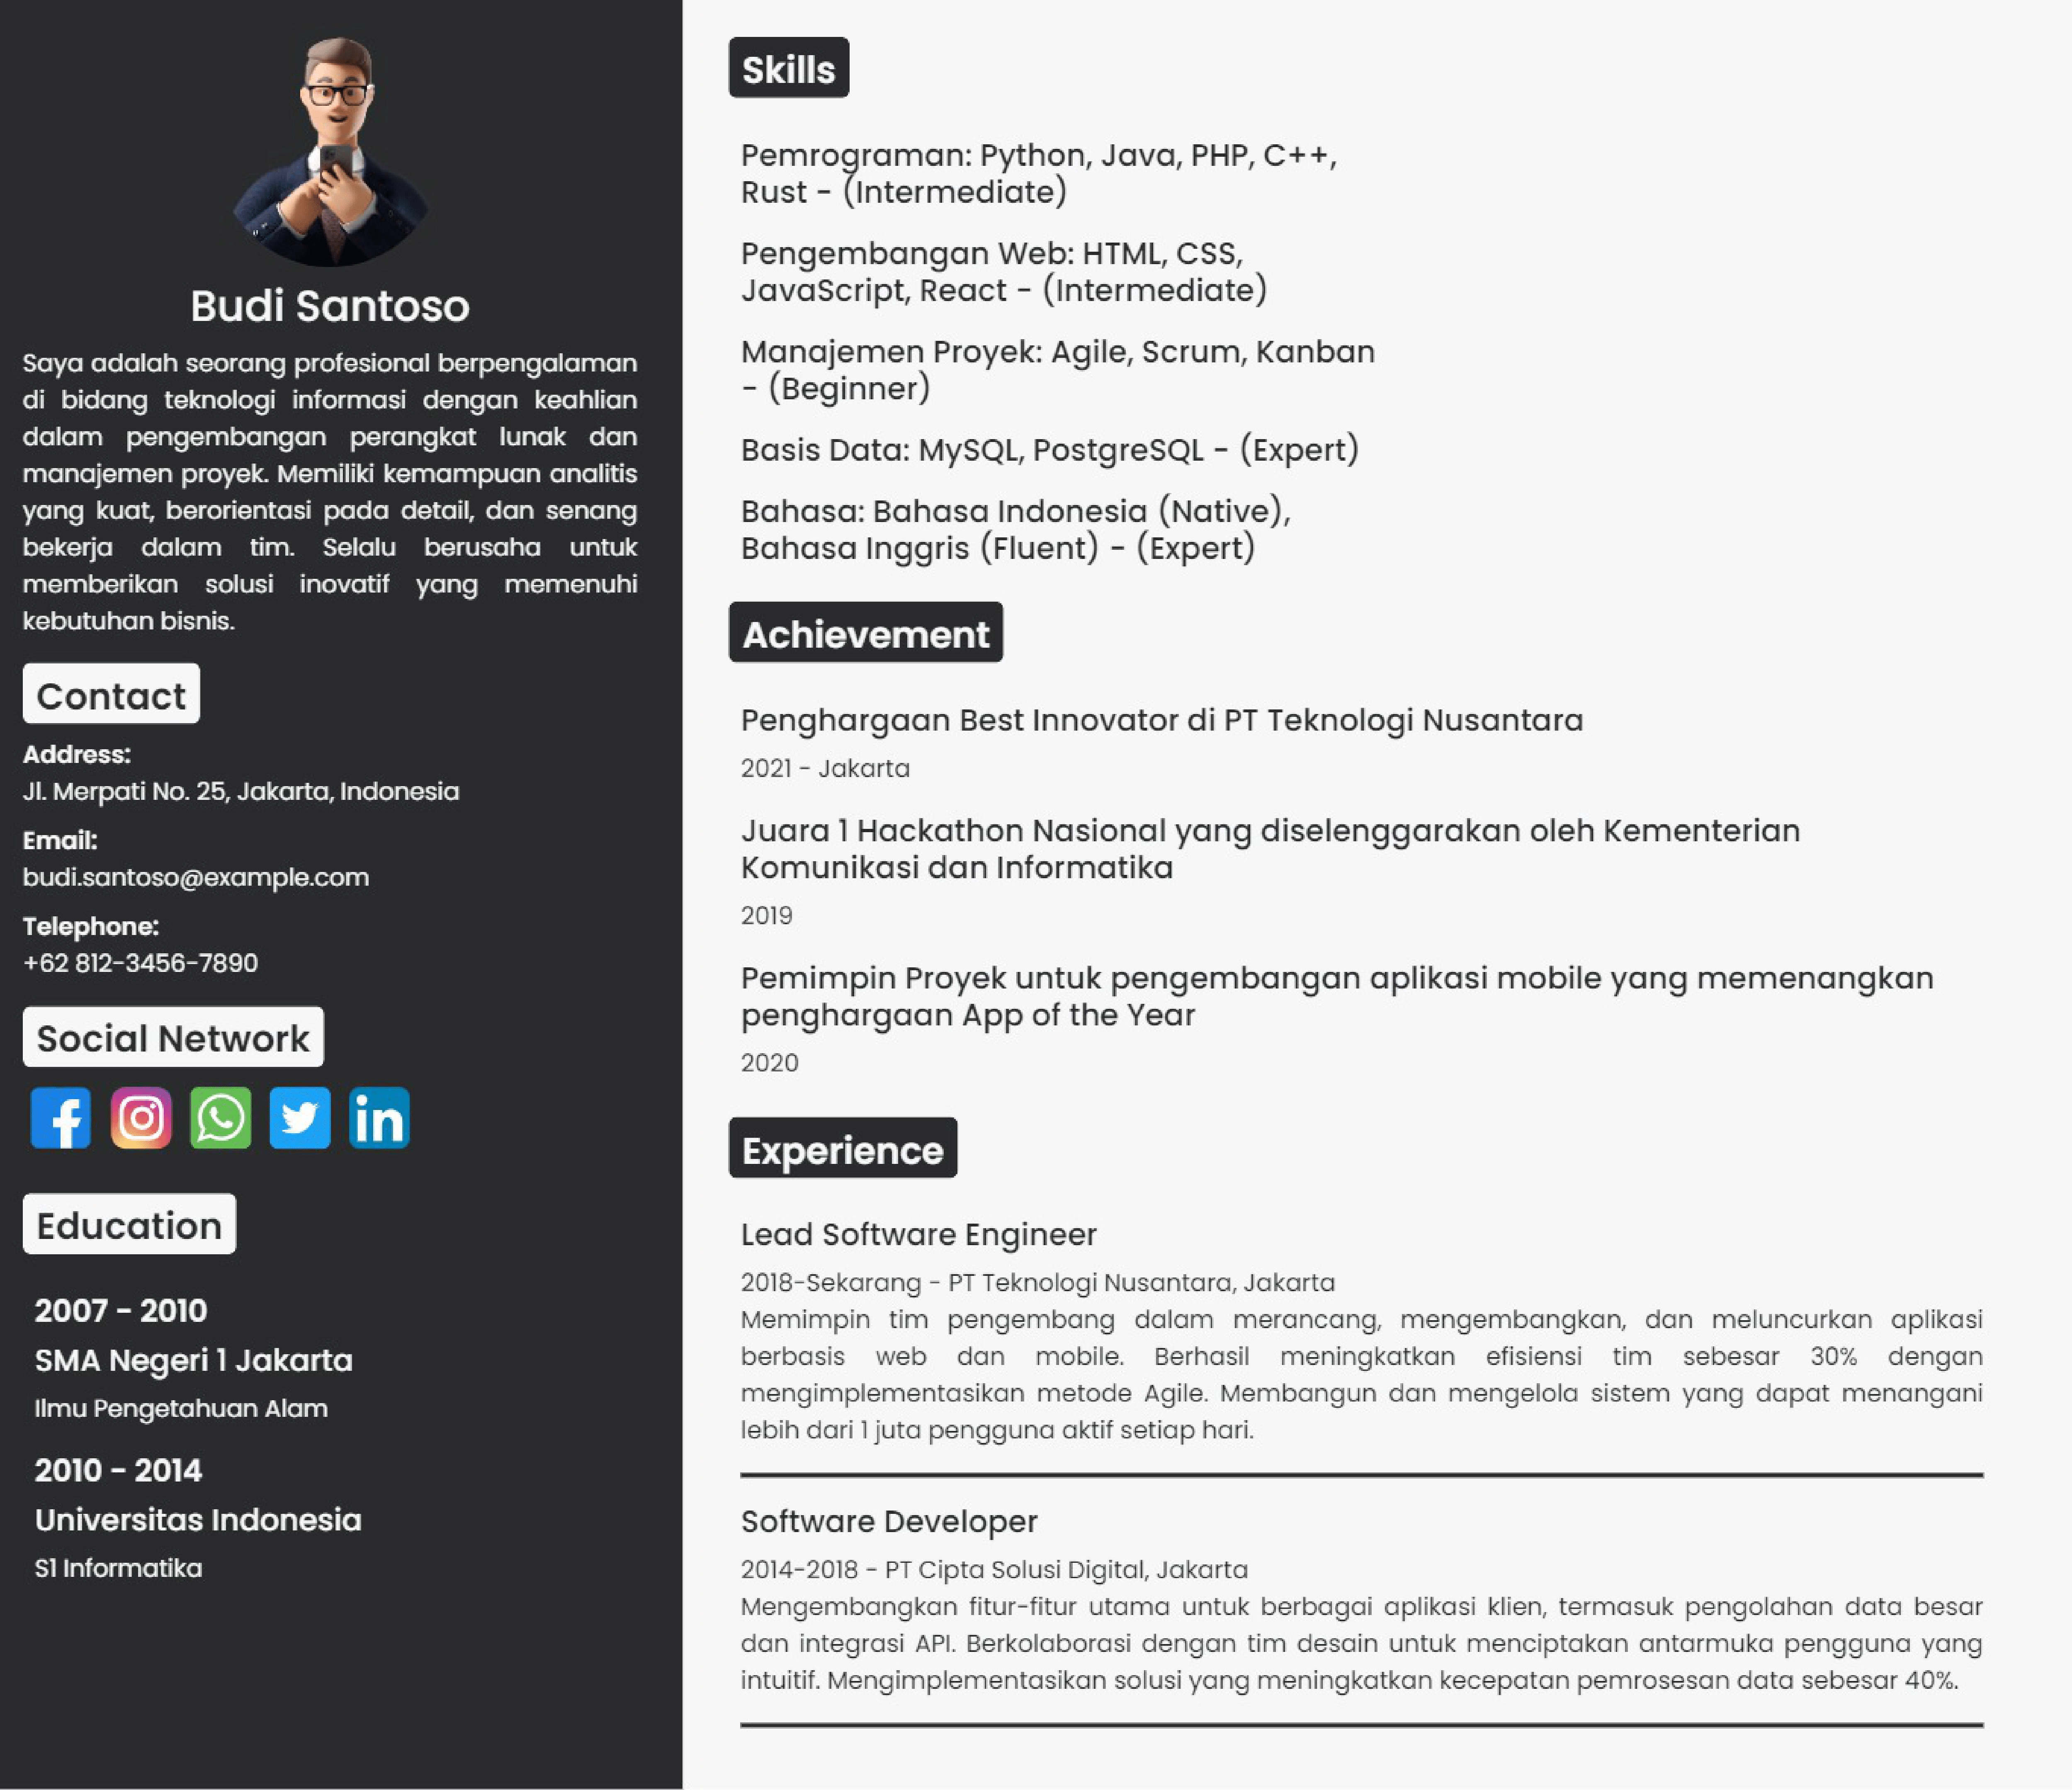 Budi Santoso
Saya adalah seorang profesional berpengalaman
di bidang teknologi informasi dengan keahlian
dalam pengembangan perangkat lunak dan
manajemen proyek. Memiliki kemampuan analitis
yang kuat, berorientasi pada detail, dan senang
bekerja dalam tim. Selalu berusaha untuk
memberikan solusi inovatif yang memenuhi
kebutuhan bisnis.
Contact
Address:
Jl. Merpati No. 25, Jakarta, Indonesia
Email:
budi.santoso@example.com
Telephone:
+62 812-3456-7890
Social Network
Education
2007 - 2010
SMA Negeri 1 Jakarta
Ilmu Pengetahuan Alam
2010 - 2014
Universitas Indonesia
S1 Informatika
Skills
Pemrograman: Python, Java, PHP, C++,
Rust - (Intermediate)
Pengembangan Web: HTML, CSS,
JavaScript, React - (Intermediate)
Manajemen Proyek: Agile, Scrum, Kanban
- (Beginner)
Basis Data: MySQL, PostgreSQL - (Expert)
Bahasa: Bahasa Indonesia (Native),
Bahasa Inggris (Fluent) - (Expert)
Achievement
Penghargaan Best Innovator di PT Teknologi Nusantara
2021 - Jakarta
Juara 1 Hackathon Nasional yang diselenggarakan oleh Kementerian
Komunikasi dan Informatika
2019
Pemimpin Proyek untuk pengembangan aplikasi mobile yang memenangkan
penghargaan App of the Year
2020
Experience
Lead Software Engineer
2018-Sekarang - PT Teknologi Nusantara, Jakarta
Memimpin tim pengembang dalam merancang, mengembangkan, dan meluncurkan aplikasi
berbasis web dan mobile. Berhasil meningkatkan efisiensi tim sebesar 30% dengan
mengimplementasikan metode Agile. Membangun dan mengelola sistem yang dapat menangani
lebih dari 1 juta pengguna aktif setiap hari.
Software Developer
2014-2018 - PT Cipta Solusi Digital, Jakarta
Mengembangkan fitur-fitur utama untuk berbagai aplikasi klien, termasuk pengolahan data besar
dan integrasi API. Berkolaborasi dengan tim desain untuk menciptakan antarmuka pengguna yang
intuitif. Mengimplementasikan solusi yang meningkatkan kecepatan pemrosesan data sebesar 40%.